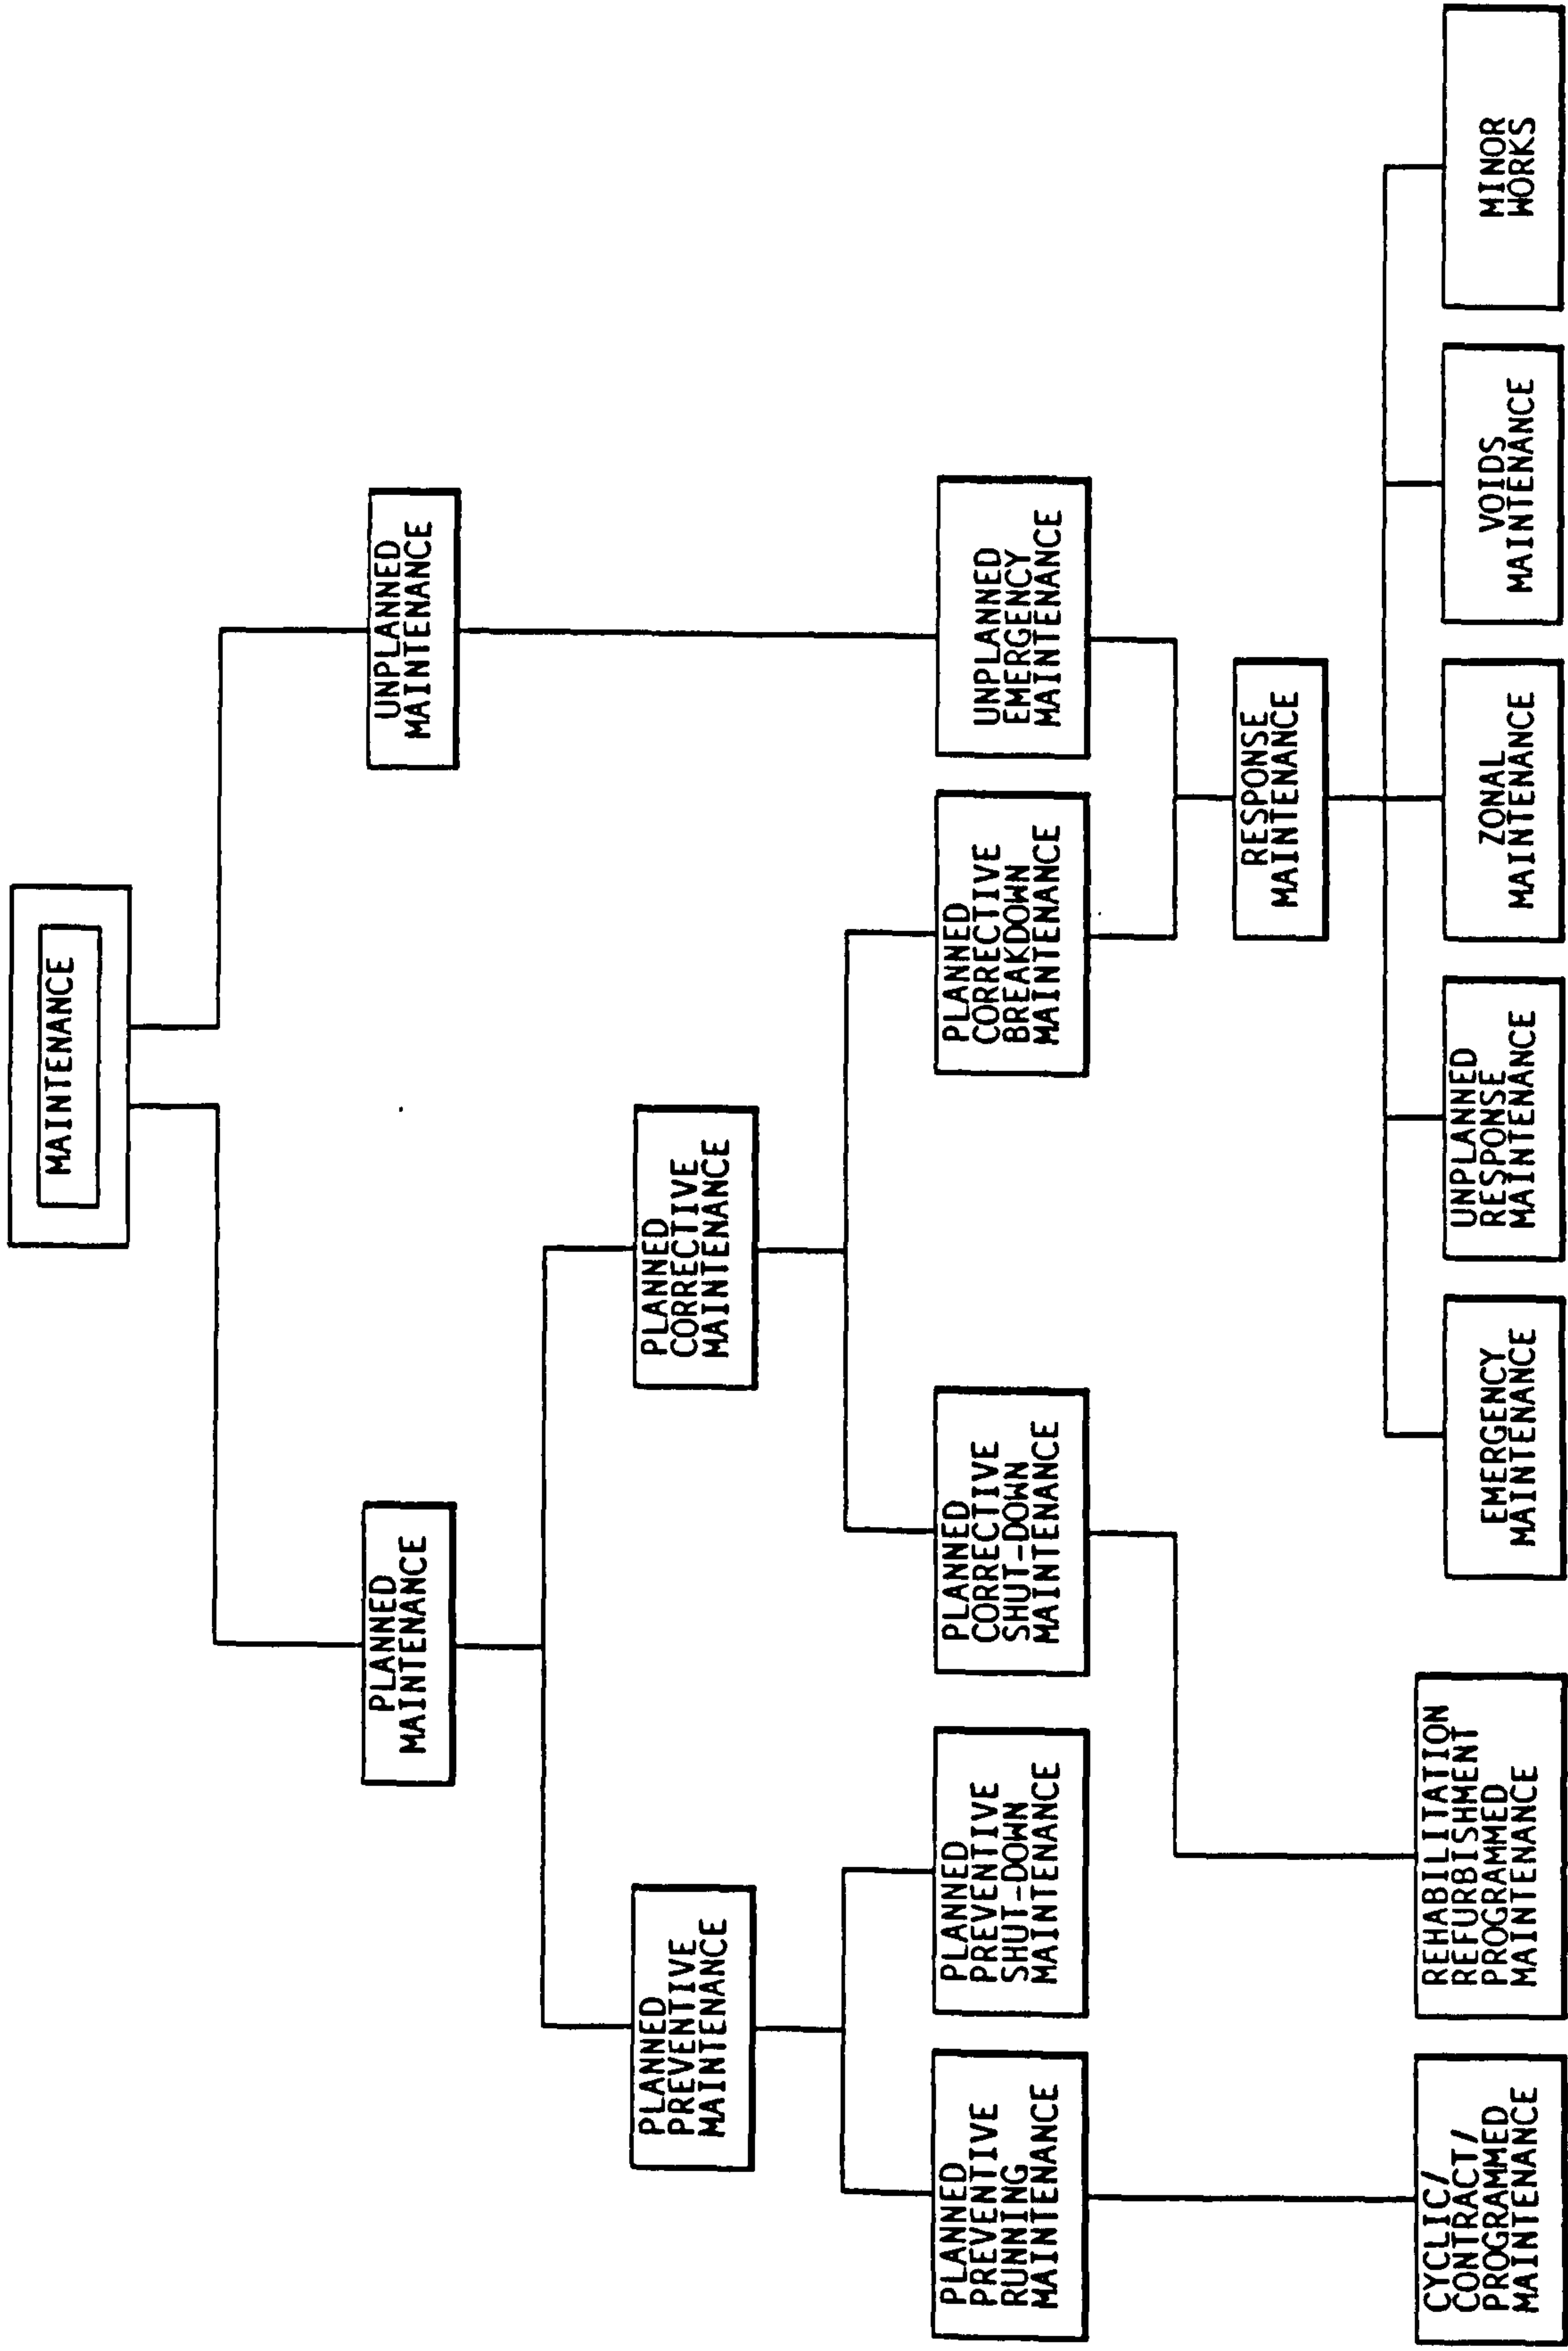 MAINTENANCE
PLANNED
MAINTENANCE
UNPLANNED
MAINTENANCE
PLANNED
PREVENTIVE
MAINTENANCE
PLANNED
CORRECTIVE
MAINTENANCE
PLANNED
PREVENTIVE
RUNNING
MAINTENANCE
PLANNED
PREVENTIVE
SHUT-DOWN
MAINTENANCE
PLANNED
CORRECTIVE
SHUT-DOWN
MAINTENANCE
PLANNED
CORRECTIVE
BREAKDOWN
MAINTENANCE
UNPLANNED
EMERGENCY
MAINTENANCE
RESPONSE
MAINTENANCE
CYCLIC/
CONTRACT/
PROGRAMMED
MAINTENANCE
REHABILITATION
REFURBISHMENT
PROGRAMMED
MAINTENANCE
EMERGENCY
MAINTENANCE
UNPLANNED
RESPONSE
MAINTENANCE
ZONAL
MAINTENANCE
VOIDS
MAINTENANCE
MINOR
WORKS